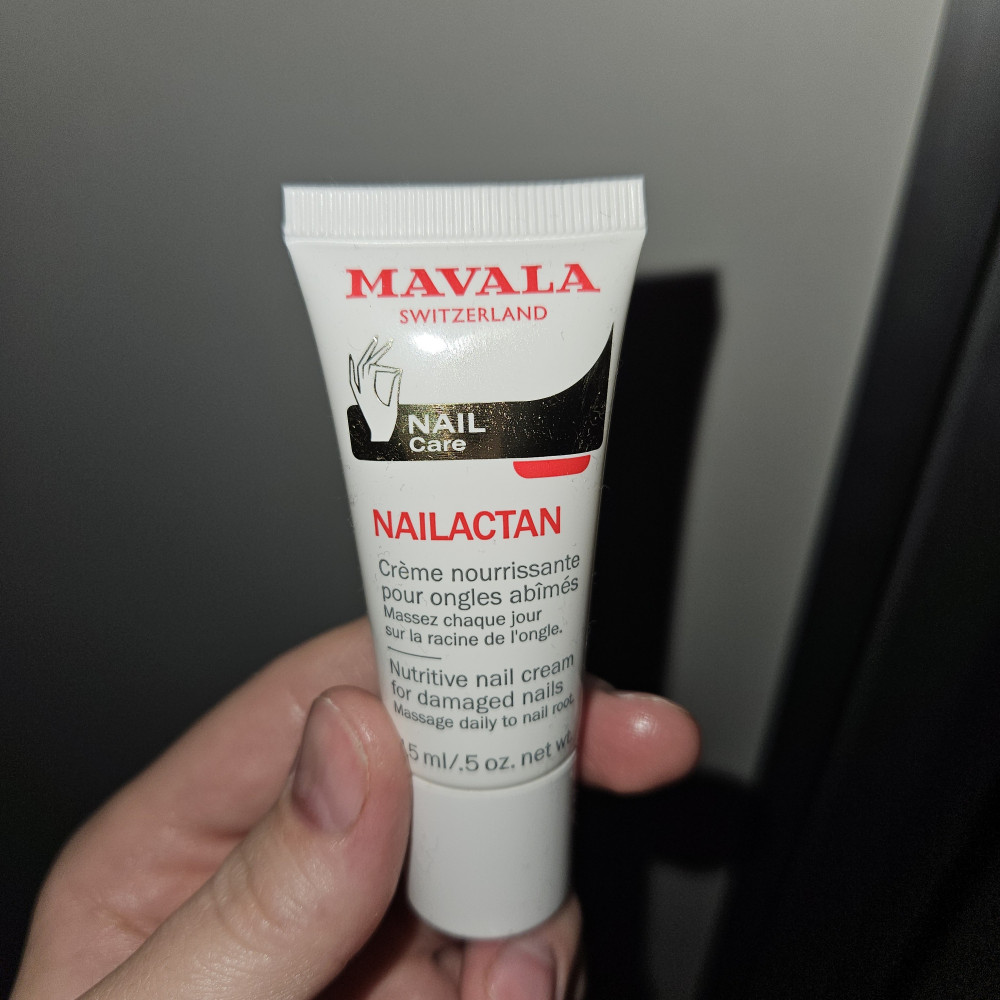 MAVALA
SWITZERLAND
NAIL
Care
NAILACTAN
Crème nourrissante
pour ongles abîmés
Massez chaque jour
sur la racine de l'ongle.
Nutritive nail cream
for damaged nails
Massage daily to nail root.
5 ml/.5 oz. net wt.